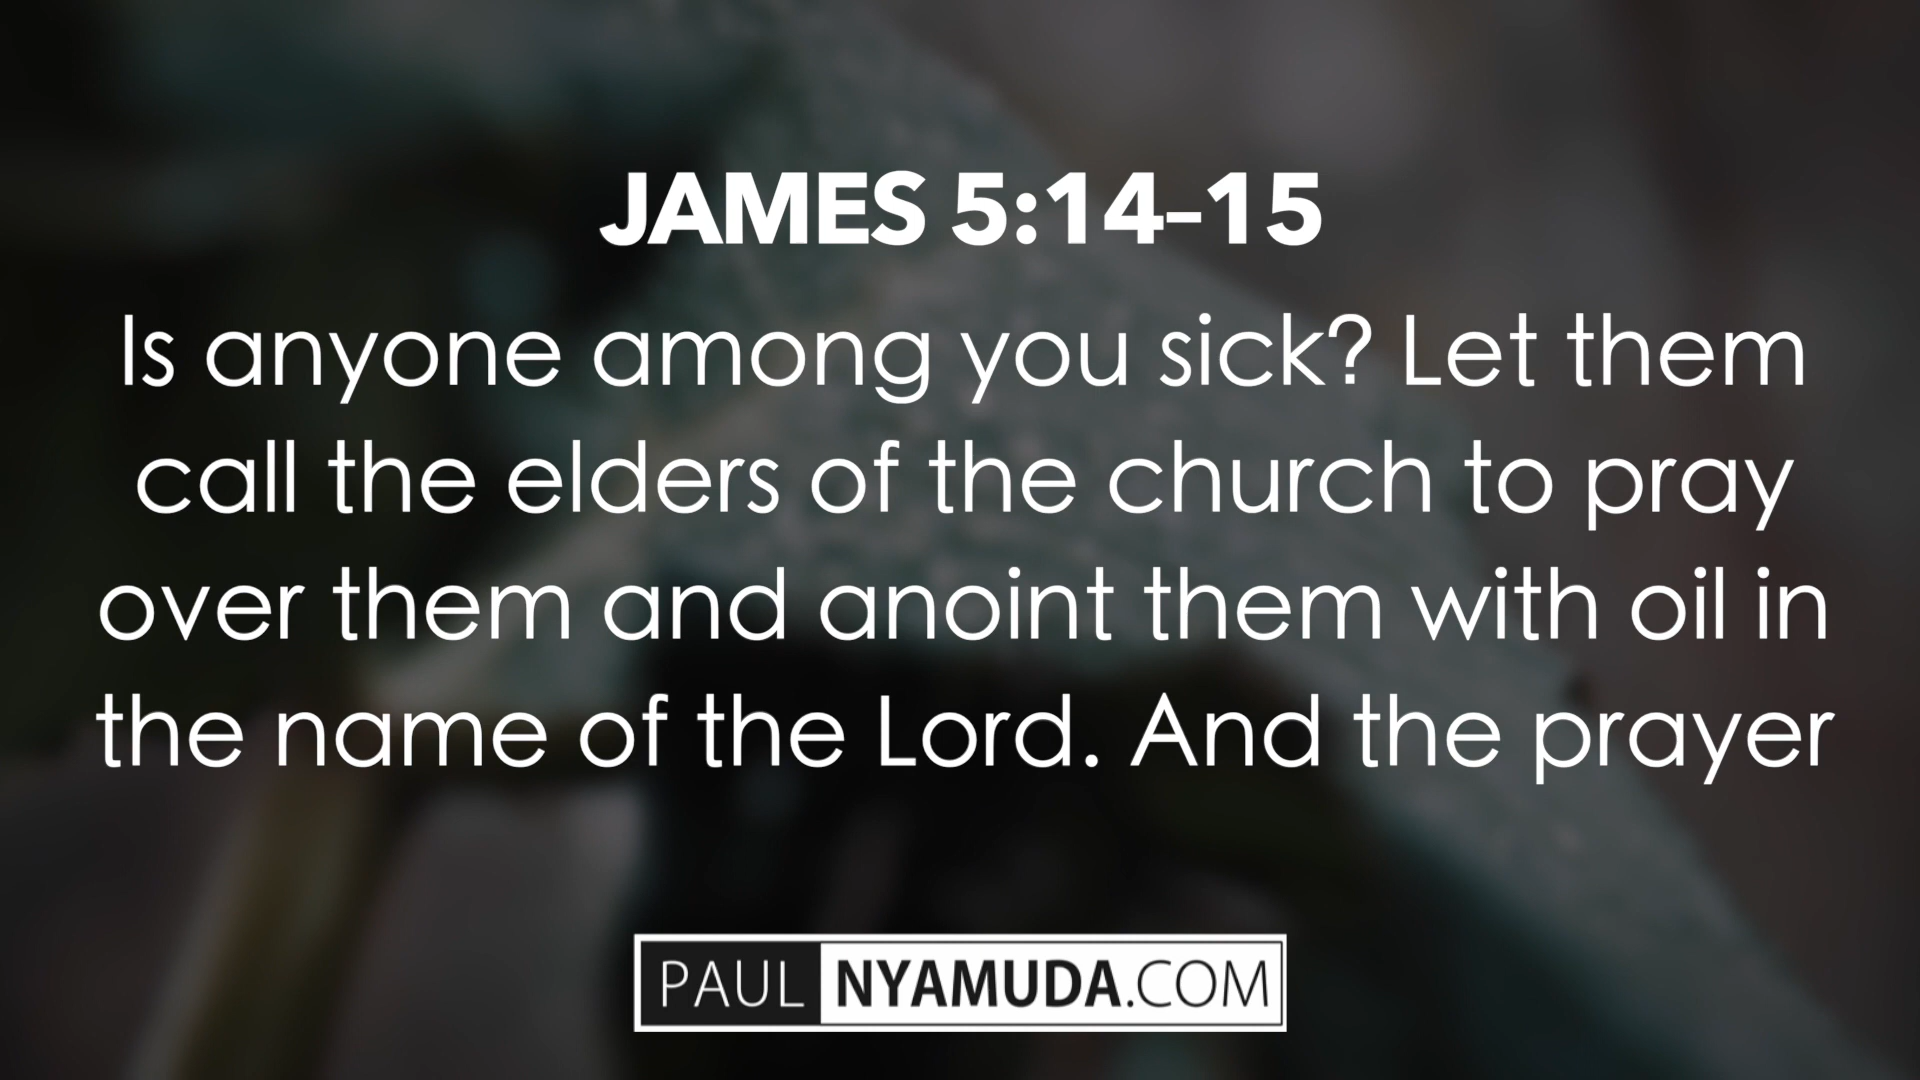 JAMES 5:14–15
Is anyone among you sick? Let them
call the elders of the church to pray
over them and anoint them with oil in
the name of the Lord. And the prayer
PAUL NYAMUDA.COM